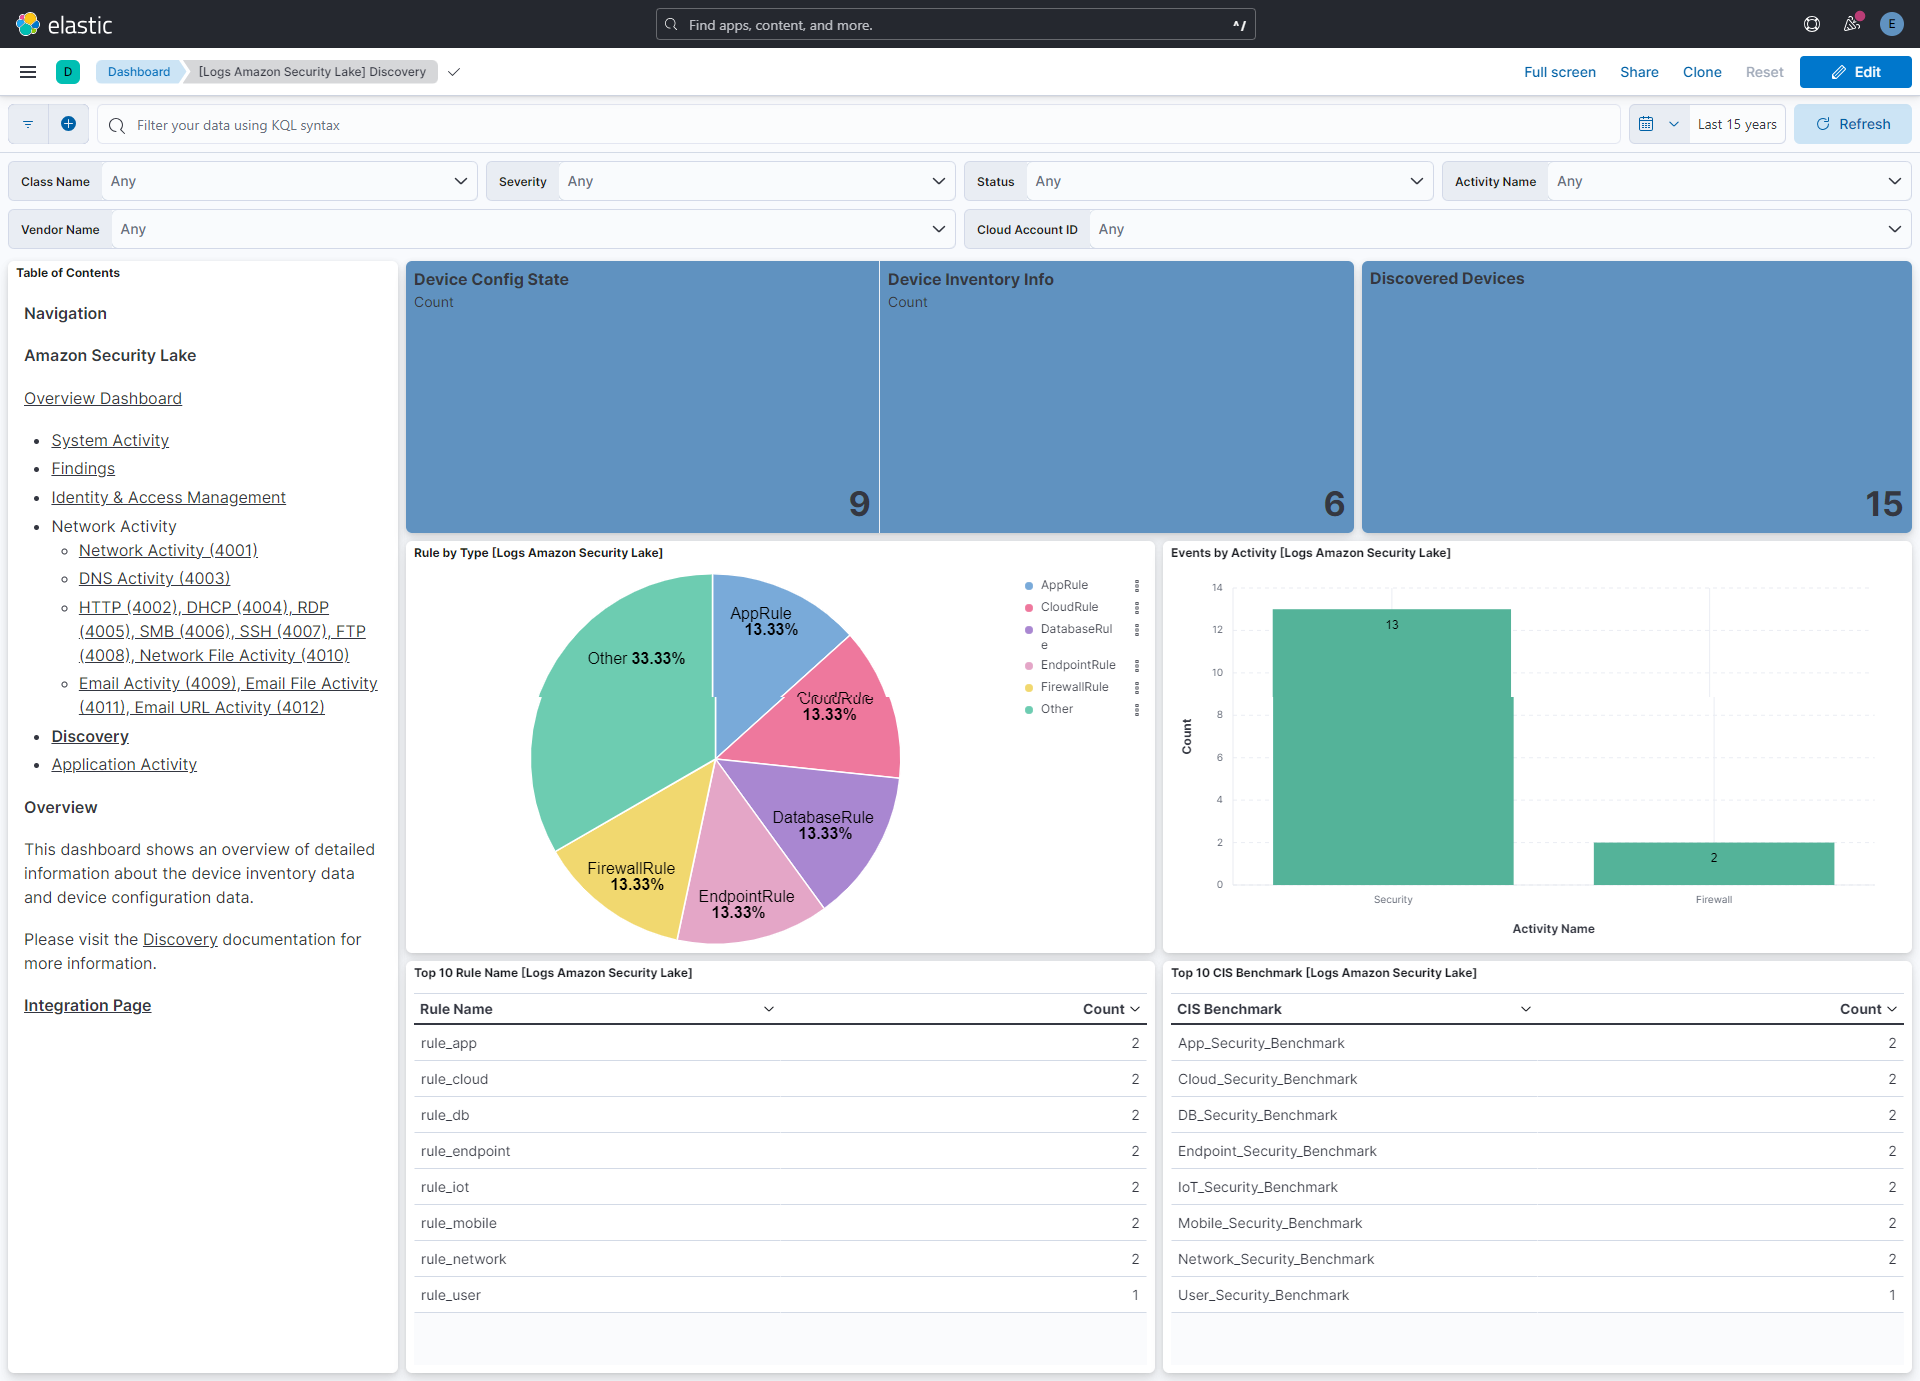 elastic
Find apps, content, and more.
^/
E
D
Dashboard
[Logs Amazon Security Lake] Discovery
Full screen
Share
Clone
Reset
Edit
Filter your data using KQL syntax
Last 15 years
Refresh
Class Name Any
Severity Any
Status Any
Activity Name Any
Vendor Name Any
Cloud Account ID Any
Table of Contents
Navigation
Amazon Security Lake
Overview Dashboard
System Activity
Findings
Identity & Access Management
Network Activity
Network Activity (4001)
DNS Activity (4003)
HTTP (4002), DHCP (4004), RDP
(4005), SMB (4006), SSH (4007), FTP
(4008), Network File Activity (4010)
Email Activity (4009), Email File Activity
(4011), Email URL Activity (4012)
Discovery
Application Activity
Overview
This dashboard shows an overview of detailed
information about the device inventory data
and device configuration data.
Please visit the Discovery documentation for
more information.
Integration Page
Device Config State
Count
9
Device Inventory Info
Count
6
Discovered Devices
15
Rule by Type [Logs Amazon Security Lake]
AppRule
13.33%
CloudRule
13.33%
DatabaseRule
13.33%
EndpointRule
13.33%
FirewallRule
13.33%
Other 33.33%
AppRule
CloudRule
DatabaseRul
e
EndpointRule
FirewallRule
Other
Events by Activity [Logs Amazon Security Lake]
14
12
10
8
6
4
2
0
Count
13
2
Security
Firewall
Activity Name
Top 10 Rule Name [Logs Amazon Security Lake]
Rule Name Count
rule_app 2
rule_cloud 2
rule_db 2
rule_endpoint 2
rule_iot 2
rule_mobile 2
rule_network 2
rule_user 1
Top 10 CIS Benchmark [Logs Amazon Security Lake]
CIS Benchmark Count
App_Security_Benchmark 2
Cloud_Security_Benchmark 2
DB_Security_Benchmark 2
Endpoint_Security_Benchmark 2
IoT_Security_Benchmark 2
Mobile_Security_Benchmark 2
Network_Security_Benchmark 2
User_Security_Benchmark 1